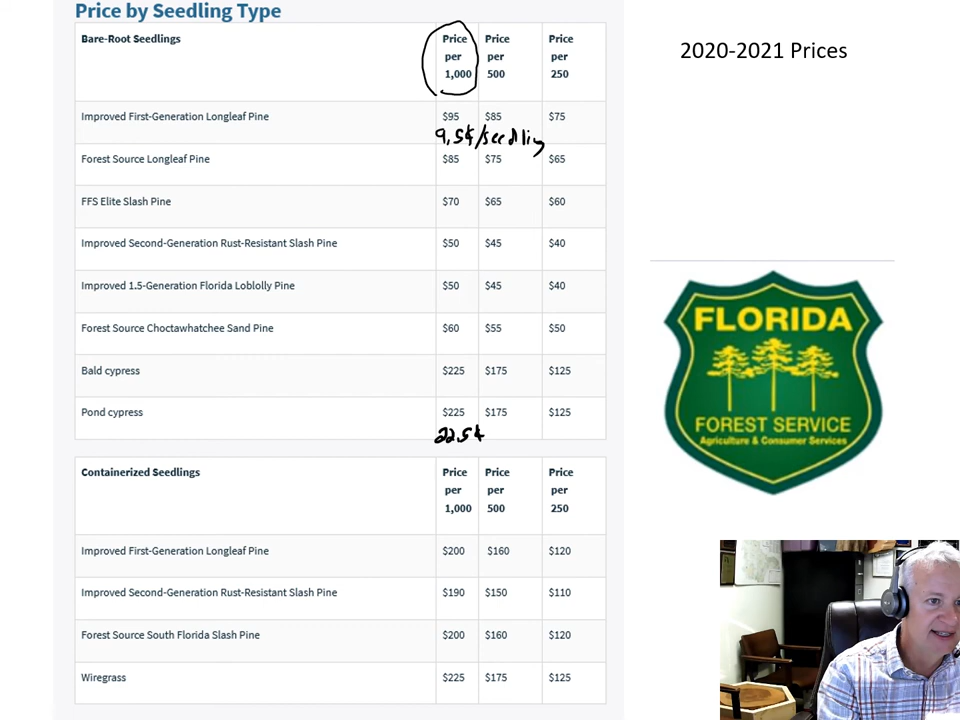 Price by Seedling Type
2020-2021 Prices
Bare-Root Seedlings Price per 1,000 Price per 500 Price per 250
Improved First-Generation Longleaf Pine $95 $85 $75
9.5¢/seedling
Forest Source Longleaf Pine $85 $75 $65
FFS Elite Slash Pine $70 $65 $60
Improved Second-Generation Rust-Resistant Slash Pine $50 $45 $40
Improved 1.5-Generation Florida Loblolly Pine $50 $45 $40
Forest Source Choctawhatchee Sand Pine $60 $55 $50
Bald cypress $225 $175 $125
Pond cypress $225 $175 $125
22.5¢
Containerized Seedlings Price per 1,000 Price per 500 Price per 250
Improved First-Generation Longleaf Pine $200 $160 $120
Improved Second-Generation Rust-Resistant Slash Pine $190 $150 $110
Forest Source South Florida Slash Pine $200 $160 $120
Wiregrass $225 $175 $125
FLORIDA
FOREST SERVICE
Agriculture & Consumer Services